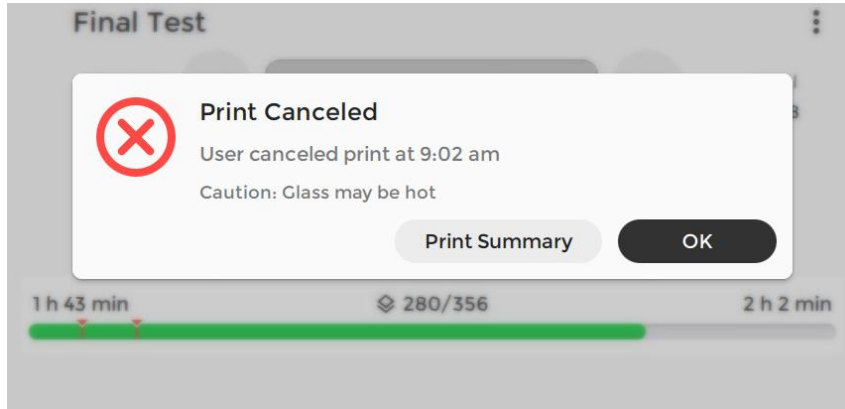 Final Test
Print Canceled
User canceled print at 9:02 am
Caution: Glass may be hot
Print Summary
OK
1 h 43 min
280/356
2 h 2 min